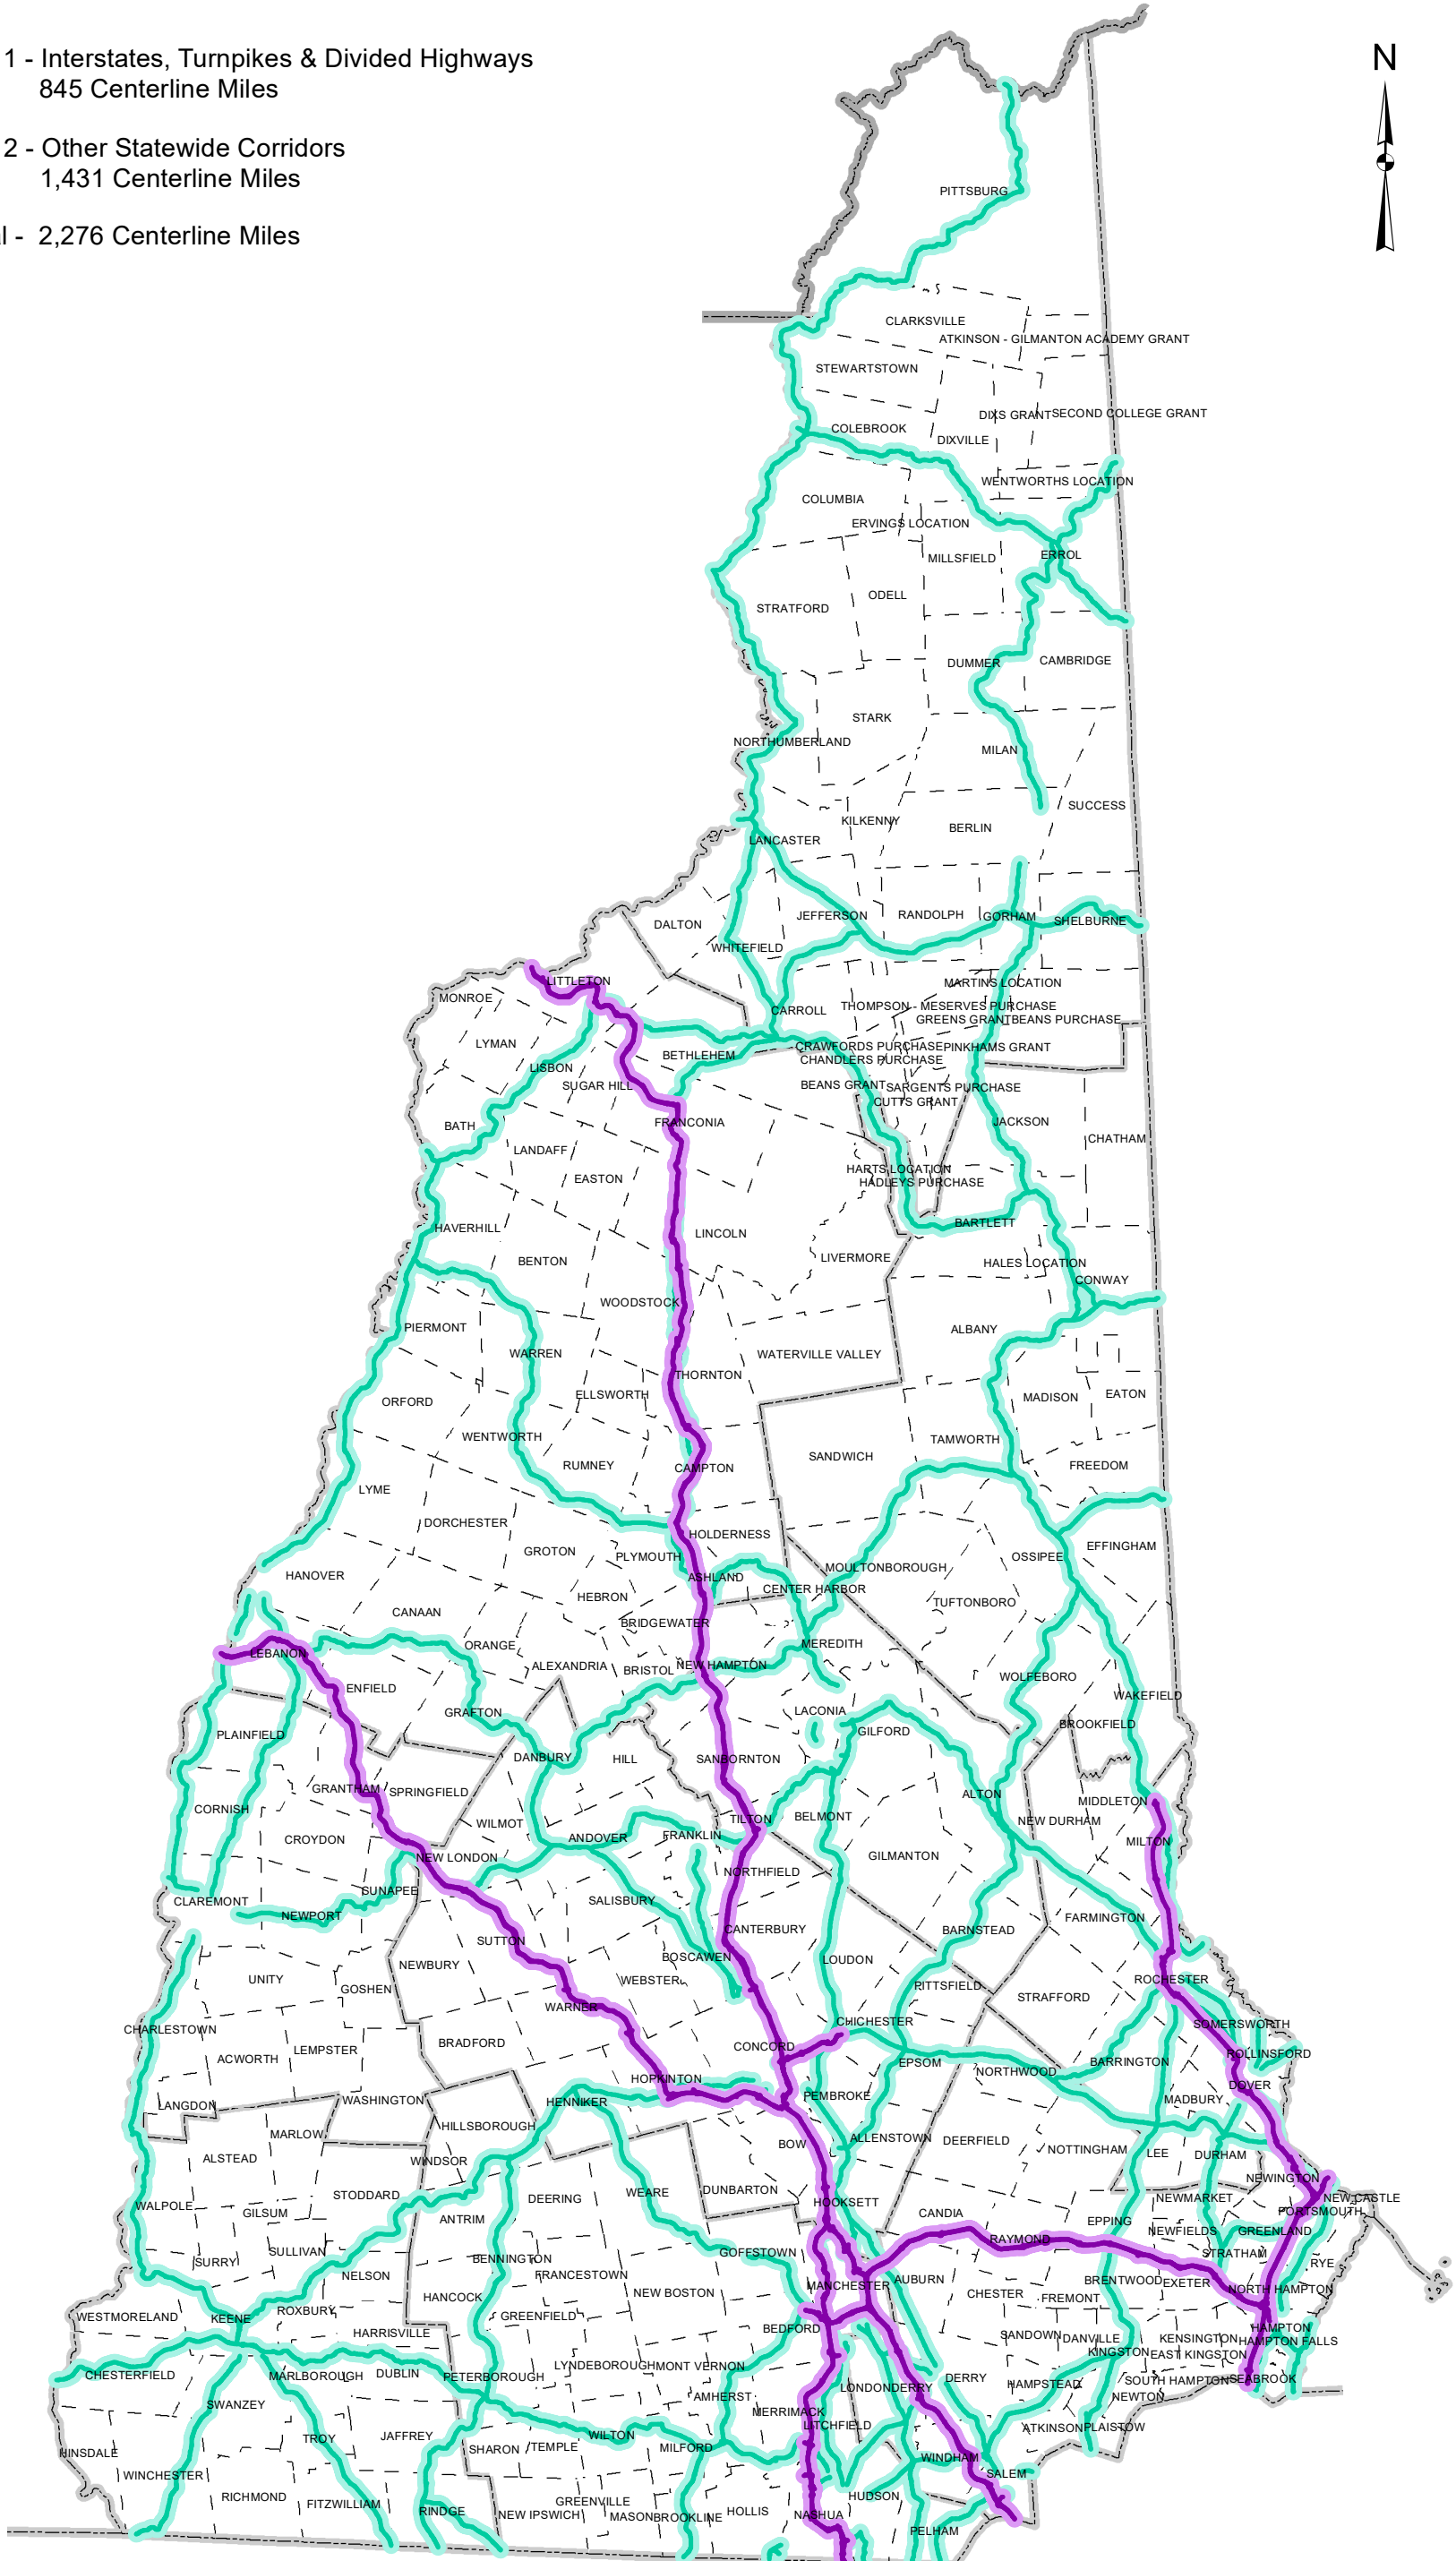 1 - Interstates, Turnpikes & Divided Highways
845 Centerline Miles
2 - Other Statewide Corridors
1,431 Centerline Miles
l - 2,276 Centerline Miles
N
PITTSBURG
CLARKSVILLE
ATKINSON - GILMANTON ACADEMY GRANT
STEWARTSTOWN
DIXS GRANT
SECOND COLLEGE GRANT
COLEBROOK
DIXVILLE
WENTWORTHS LOCATION
COLUMBIA
ERVINGS LOCATION
ERROL
MILLSFIELD
ODELL
STRATFORD
CAMBRIDGE
DUMMER
STARK
NORTHUMBERLAND
MILAN
SUCCESS
KILKENNY
BERLIN
LANCASTER
JEFFERSON
RANDOLPH
GORHAM
SHELBURNE
DALTON
WHITEFIELD
LITTLETON
MARTINS LOCATION
MONROE
THOMPSON - MESERVES PURCHASE
CARROLL
GREENS GRANT
BEANS PURCHASE
LYMAN
CRAWFORDS PURCHASE
PINKHAMS GRANT
BETHLEHEM
CHANDLERS PURCHASE
LISBON
SUGAR HILL
BEANS GRANT
SARGENTS PURCHASE
CUTTS GRANT
FRANCONIA
JACKSON
BATH
CHATHAM
LANDAFF
HARTS LOCATION
EASTON
HADLEYS PURCHASE
BARTLETT
HAVERHILL
LINCOLN
BENTON
LIVERMORE
HALES LOCATION
CONWAY
WOODSTOCK
PIERMONT
ALBANY
WARREN
WATERVILLE VALLEY
THORNTON
ELLSWORTH
MADISON
EATON
ORFORD
WENTWORTH
TAMWORTH
SANDWICH
RUMNEY
CAMPTON
FREEDOM
LYME
DORCHESTER
HOLDERNESS
EFFINGHAM
GROTON
PLYMOUTH
OSSIPEE
MOULTONBOROUGH
HANOVER
ASHLAND
CENTER HARBOR
HEBRON
TUFTONBORO
CANAAN
BRIDGEWATER
ORANGE
MEREDITH
LEBANON
ALEXANDRIA
BRISTOL
NEW HAMPTON
WOLFEBORO
ENFIELD
WAKEFIELD
GRAFTON
LACONIA
BROOKFIELD
PLAINFIELD
GILFORD
DANBURY
HILL
SANBORNTON
GRANTHAM
SPRINGFIELD
ALTON
MIDDLETON
CORNISH
WILMOT
TILTON
BELMONT
NEW DURHAM
CROYDON
ANDOVER
FRANKLIN
MILTON
NEW LONDON
GILMANTON
NORTHFIELD
SUNAPEE
CLAREMONT
SALISBURY
NEWPORT
FARMINGTON
CANTERBURY
BARNSTEAD
SUTTON
BOSCAWEN
LOUDON
NEWBURY
UNITY
WEBSTER
ROCHESTER
GOSHEN
PITTSFIELD
STRAFFORD
WARNER
CHICHESTER
SOMERSWORTH
CHARLESTOWN
BRADFORD
CONCORD
LEMPSTER
ROLLINSFORD
ACWORTH
EPSOM
BARRINGTON
NORTHWOOD
HOPKINTON
DOVER
PEMBROKE
WASHINGTON
HENNIKER
MADBURY
LANGDON
HILLSBOROUGH
MARLOW
ALLENSTOWN
DEERFIELD
BOW
NOTTINGHAM
LEE
DURHAM
ALSTEAD
WINDSOR
NEWINGTON
STODDARD
WEARE
DUNBARTON
DEERING
NEWMARKET
NEW CASTLE
WALPOLE
HOOKSETT
PORTSMOUTH
GILSUM
CANDIA
ANTRIM
EPPING
NEWFIELDS
GREENLAND
RAYMOND
SULLIVAN
GOFFSTOWN
STRATHAM
SURRY
BENNINGTON
RYE
NELSON
FRANCESTOWN
AUBURN
BRENTWOOD
EXETER
MANCHESTER
NORTH HAMPTON
NEW BOSTON
CHESTER
HANCOCK
FREMONT
ROXBURY
WESTMORELAND
KEENE
GREENFIELD
BEDFORD
HAMPTON
HARRISVILLE
SANDOWN
DANVILLE
KENSINGTON
HAMPTON FALLS
KINGSTON
EAST KINGSTON
LYNDEBOROUGH
MONT VERNON
CHESTERFIELD
MARLBOROUGH
DUBLIN
PETERBOROUGH
DERRY
SOUTH HAMPTON
SEABROOK
HAMPSTEAD
LONDONDERRY
AMHERST
NEWTON
SWANZEY
MERRIMACK
LITCHFIELD
ATKINSON
PLAISTOW
TROY
JAFFREY
WILTON
SHARON
TEMPLE
MILFORD
HINSDALE
WINDHAM
WINCHESTER
SALEM
RICHMOND
HUDSON
FITZWILLIAM
GREENVILLE
RINDGE
NEW IPSWICH
MASON
BROOKLINE
HOLLIS
NASHUA
PELHAM